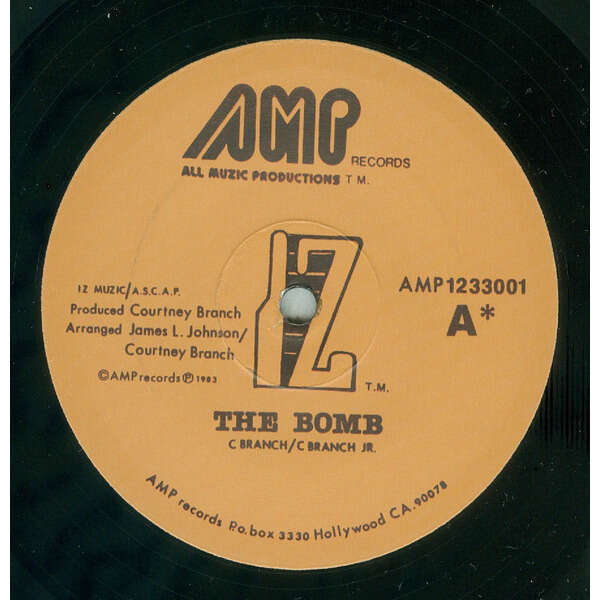 AMP
RECORDS
ALL MUZIC PRODUCTIONS T M.
IZ
T.M.
IZ MUZIC/A.S.C.A.P.
Produced Courtney Branch
Arranged James L. Johnson/
Courtney Branch
©AMPrecords℗1983
AMP1233001
A*
THE BOMB
C BRANCH/C BRANCH JR.
AMP records P.o.box 3330 Hollywood CA. 90078